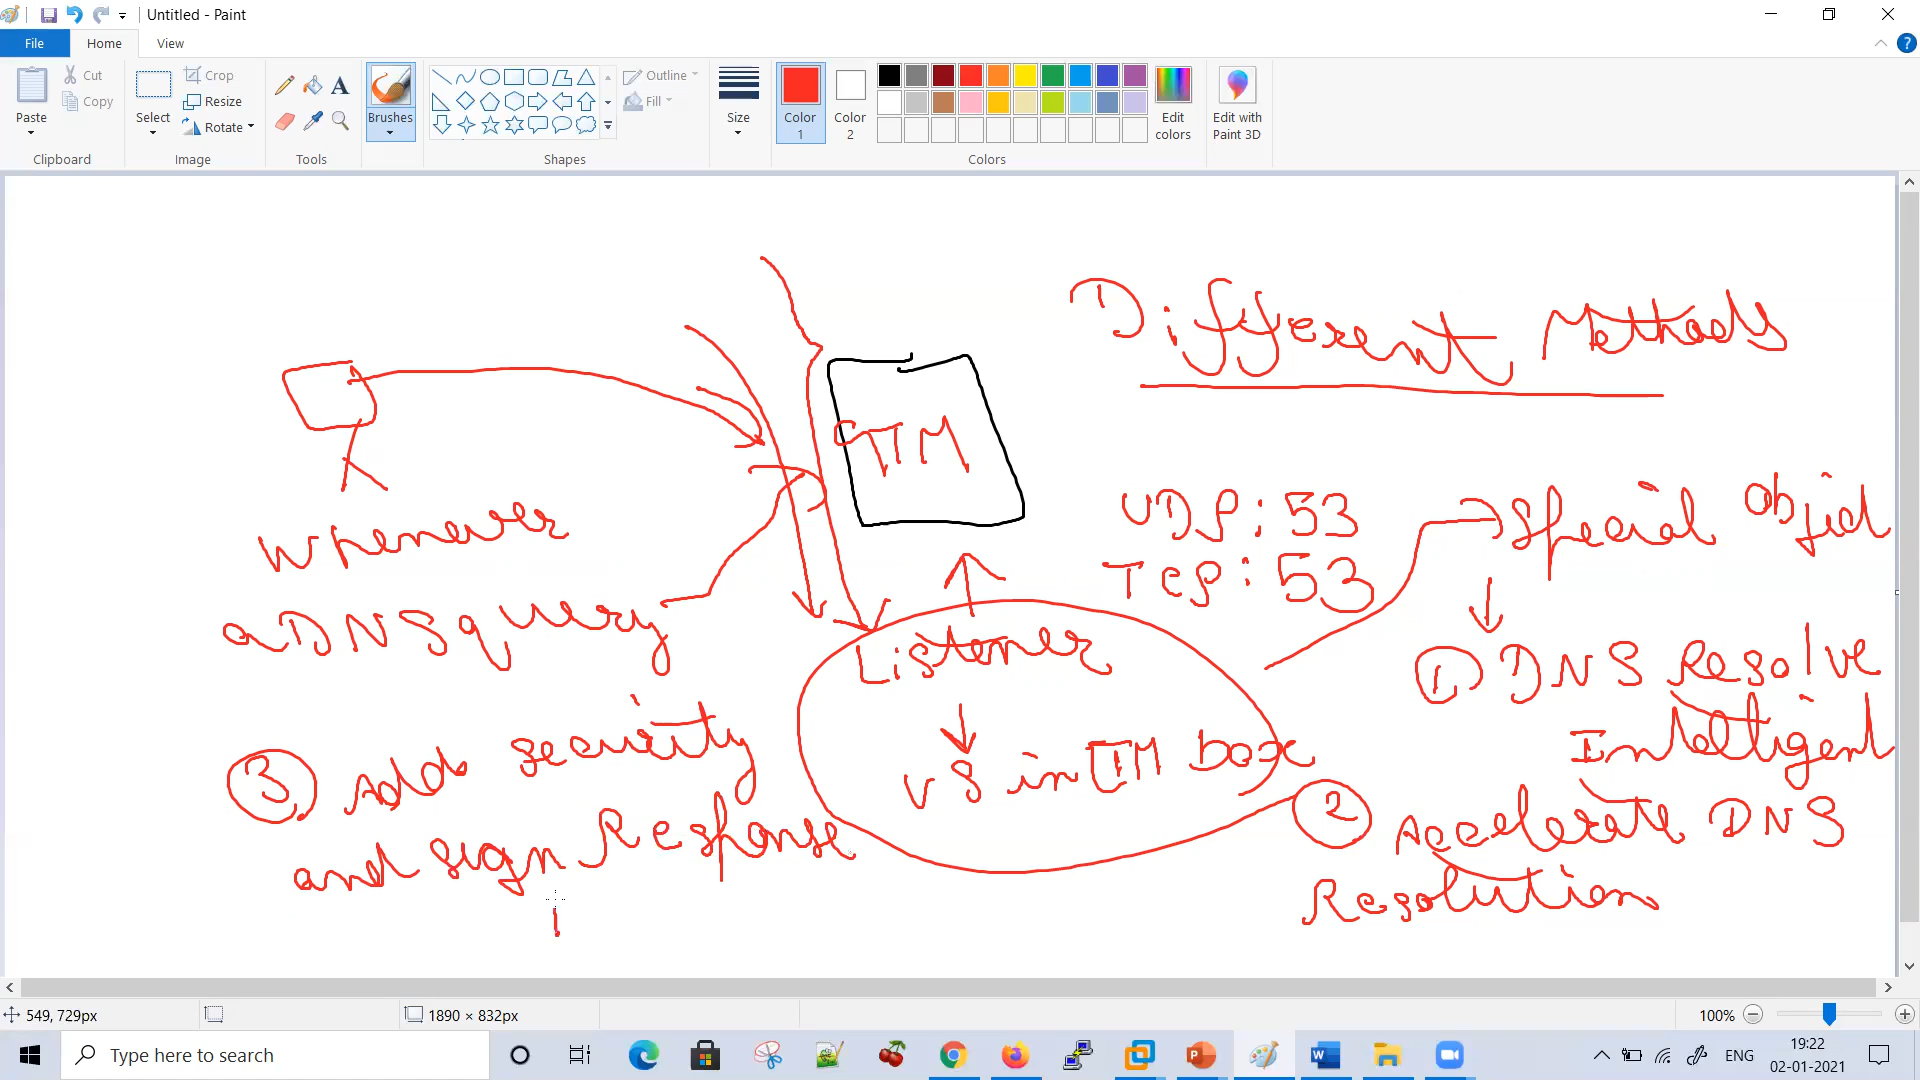 Untitled - Paint
File
Home
View
Paste
Cut
Copy
Clipboard
Select
Crop
Resize
Rotate
Image
A
Tools
Brushes
Outline
Fill
Shapes
Size
Color 1
Color 2
Edit colors
Edit with Paint 3D
Colors
Different Methods
GTM
UDP: 53
TCP: 53
Special Object
Whenever
a DNS query
Listener
VS in GTM box
1. DNS Resolve
Intelligent
2 Accelerate DNS
Resolution
3. Add security
and sign Response
549, 729px
1890 × 832px
100%
Type here to search
ENG
19:22
02-01-2021